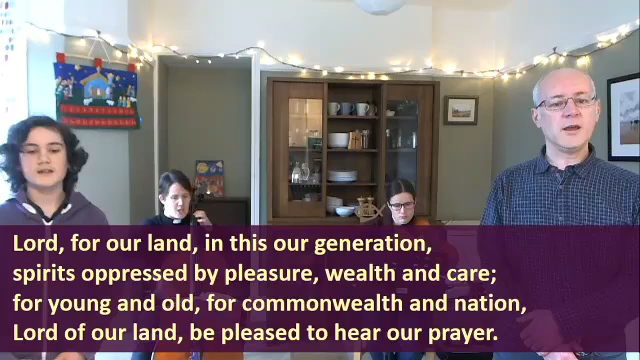 Lord, for our land, in this our generation,
spirits oppressed by pleasure, wealth and care;
for young and old, for commonwealth and nation,
Lord of our land, be pleased to hear our prayer.